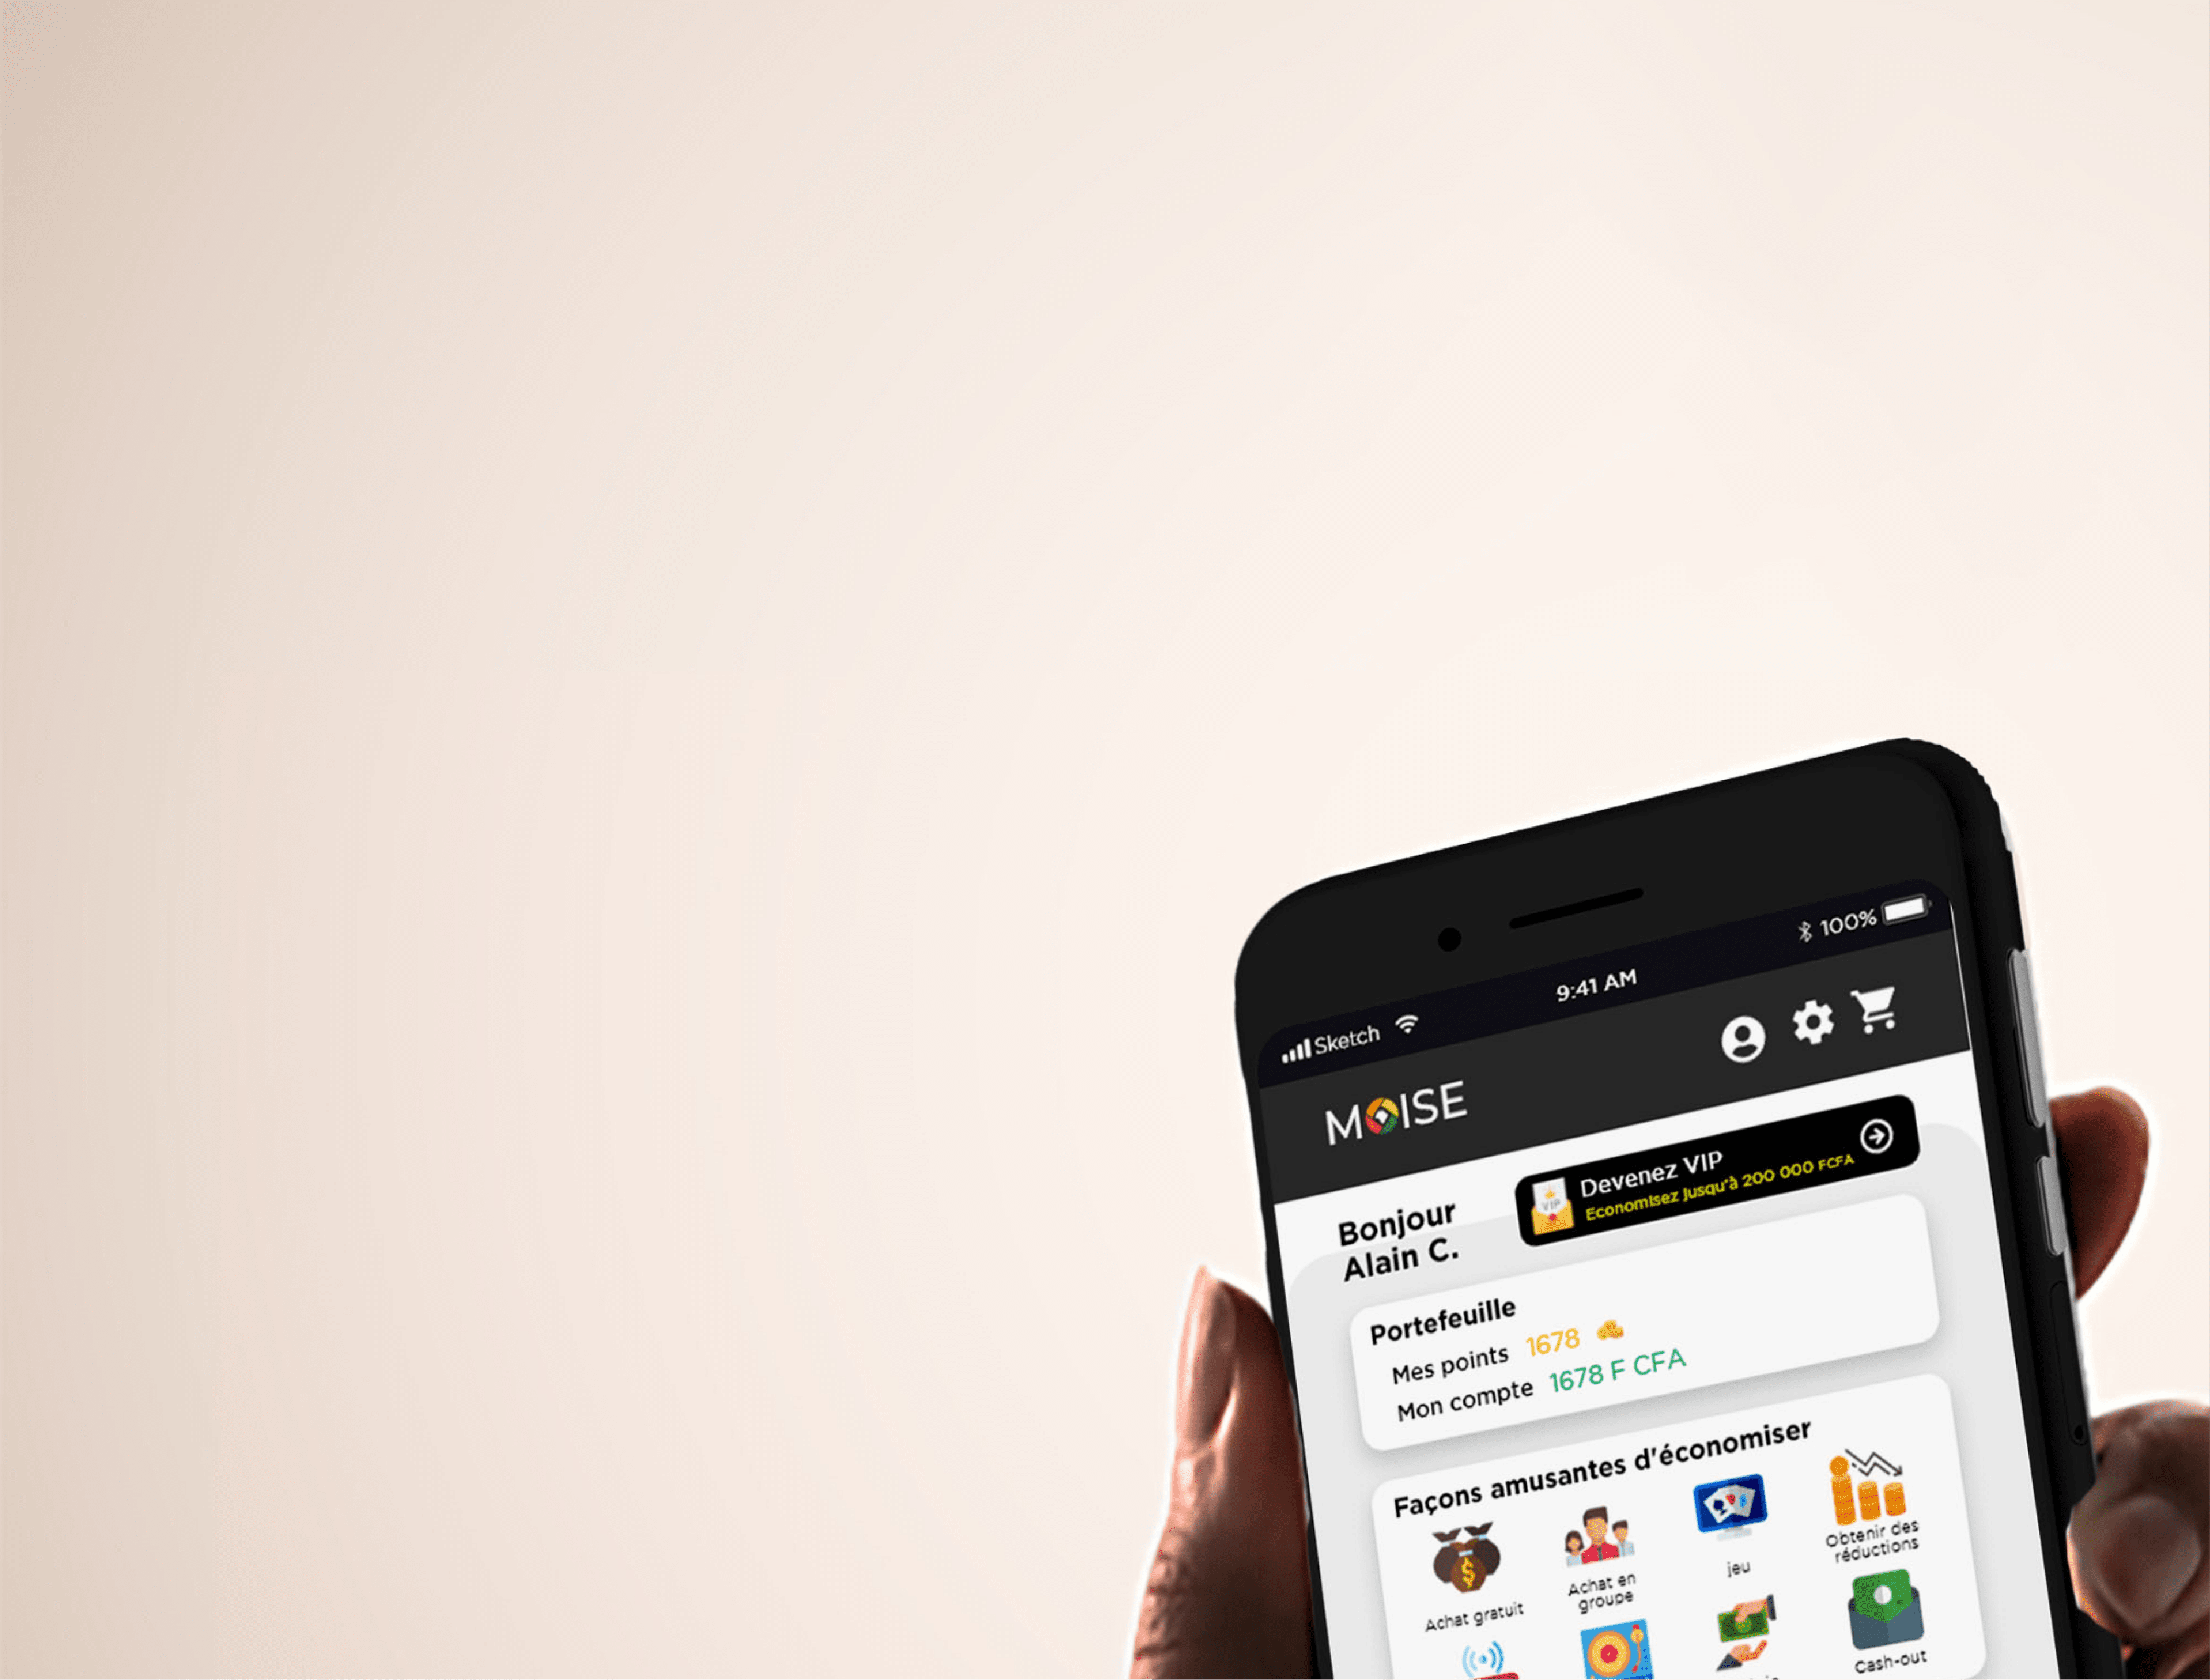 Sketch
9:41 AM
100%
MOISE
Devenez VIP
Economisez jusqu'à 200 000 FCFA
VIP
Bonjour
Alain C.
Portefeuille
Mes points 1678
Mon compte 1678 F CFA
Façons amusantes d'économiser
Achat gratuit
Achat en
groupe
jeu
Obtenir des
réductions
Cash-out